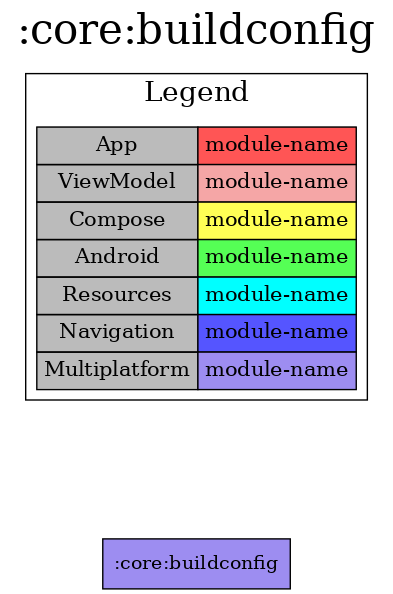 :core:buildconfig
Legend
App module-name
ViewModel module-name
Compose module-name
Android module-name
Resources module-name
Navigation module-name
Multiplatform module-name
:core:buildconfig